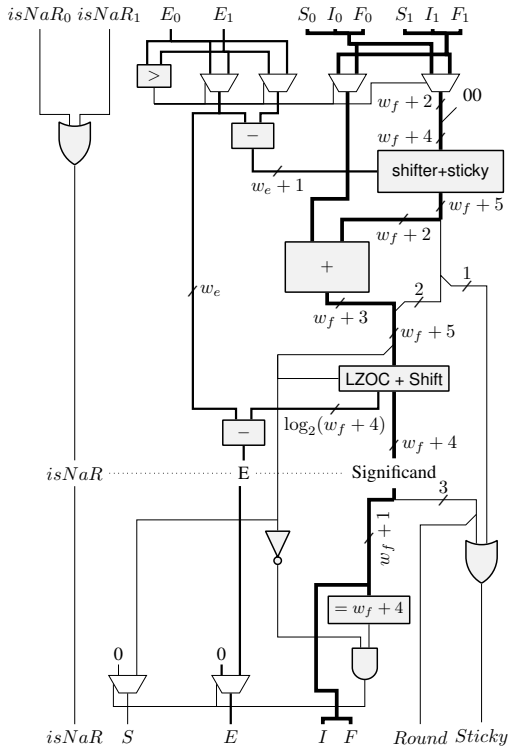 isNaR₀ isNaR₁ E₀ E₁ S₀ I₀ F₀ S₁ I₁ F₁
>
w_f + 2 00
−
w_f + 4
shifter+sticky
w_e + 1
w_f + 5
w_f + 2
+
1
w_e 2
w_f + 3
w_f + 5
LZOC + Shift
log₂(w_f + 4)
−
w_f + 4
isNaR E Significand
3
w_f + 1
= w_f + 4
0 0
isNaR S E I F Round Sticky